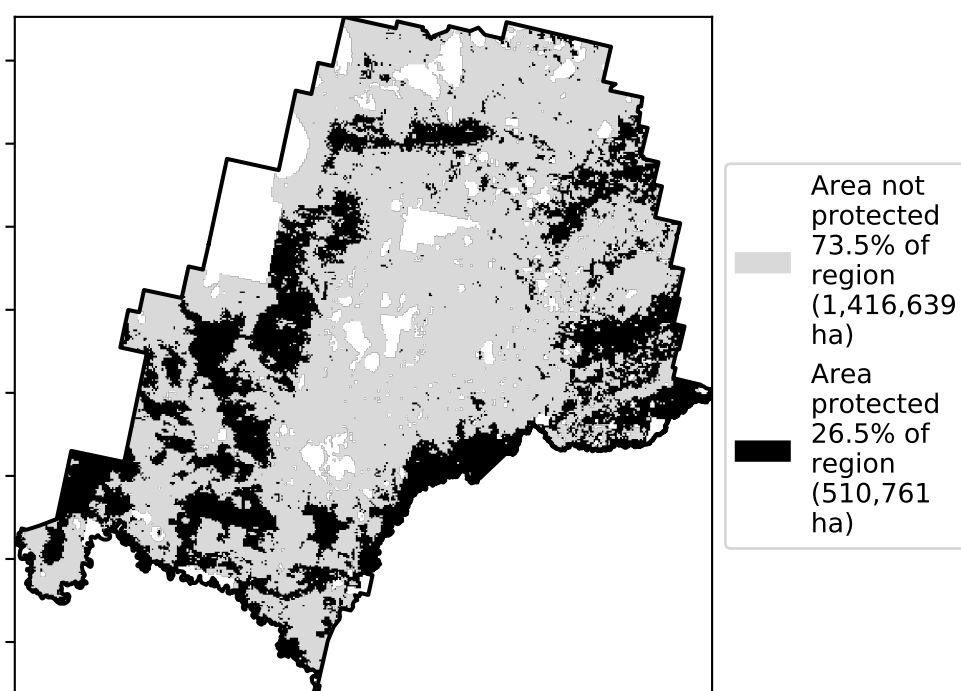 Area not
protected
73.5% of
region
(1,416,639
ha)
Area
protected
26.5% of
region
(510,761
ha)